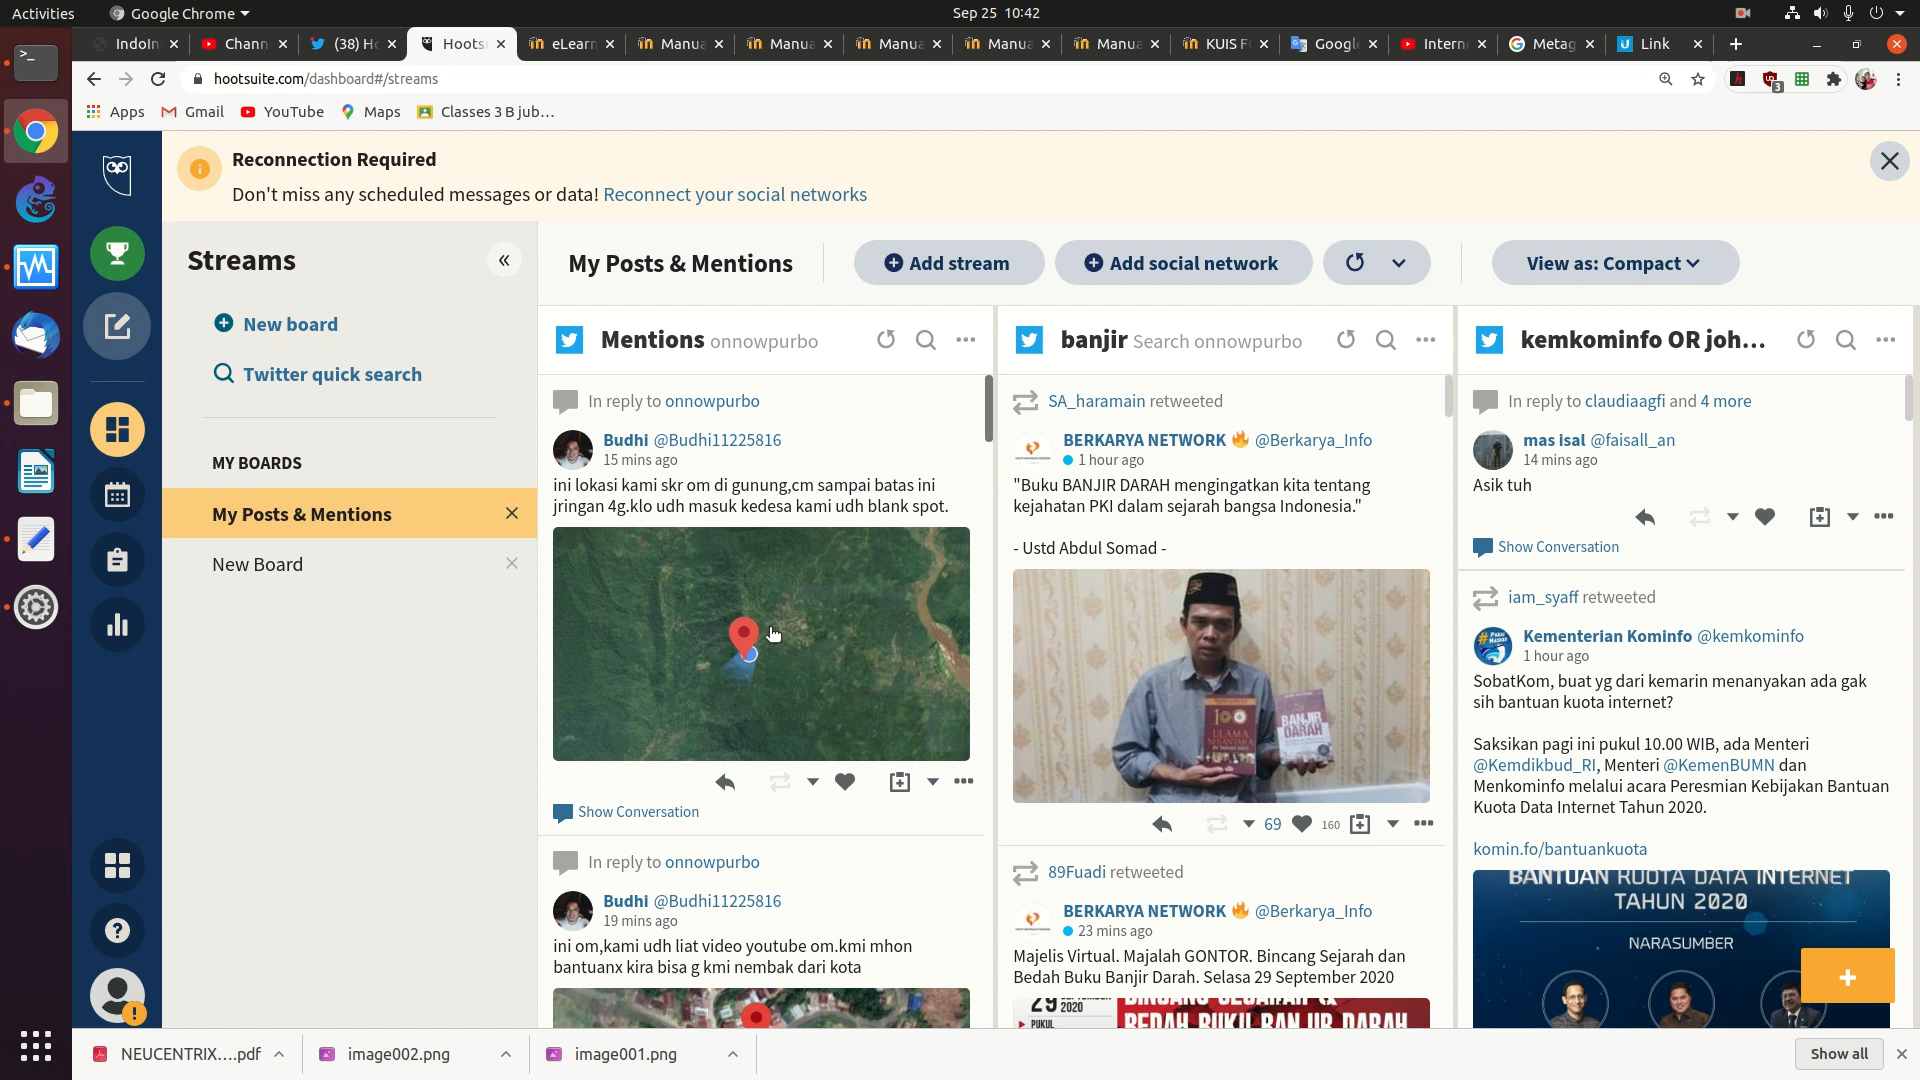 Activities
Google Chrome
Sep 25 10:42
IndoIn
Chann
(38) H
Hoots
eLearn
Manua
Manua
Manua
Manua
Manua
KUIS F
Googl
Intern
Metag
Link
hootsuite.com/dashboard#/streams
3
Apps
Gmail
YouTube
Maps
Classes 3 B jub...
Reconnection Required
Don't miss any scheduled messages or data! Reconnect your social networks
Streams
«
New board
Twitter quick search
MY BOARDS
My Posts & Mentions
New Board
My Posts & Mentions
Add stream
Add social network
View as: Compact
Mentions onnowpurbo
In reply to onnowpurbo
Budhi @Budhi11225816
15 mins ago
ini lokasi kami skr om di gunung,cm sampai batas ini
jringan 4g.klo udh masuk kedesa kami udh blank spot.
Show Conversation
In reply to onnowpurbo
Budhi @Budhi11225816
19 mins ago
ini om,kami udh liat video youtube om.kmi mhon
bantuanx kira bisa g kmi nembak dari kota
banjir Search onnowpurbo
SA_haramain retweeted
BERKARYA NETWORK 🔥 @Berkarya_Info
1 hour ago
"Buku BANJIR DARAH mengingatkan kita tentang
kejahatan PKI dalam sejarah bangsa Indonesia."
- Ustd Abdul Somad -
100
ULAMA
NUSANTARA
BANJIR
DARAH
69
160
89Fuadi retweeted
BERKARYA NETWORK 🔥 @Berkarya_Info
23 mins ago
Majelis Virtual. Majalah GONTOR. Bincang Sejarah dan
Bedah Buku Banjir Darah. Selasa 29 September 2020
29 SEPTEMBER
2020
PUKUL
BINCANG SEJARAH &
BEDAH BUKU BANJIR DARAH
kemkominfo OR joh...
In reply to claudiaagfi and 4 more
mas isal @faisall_an
14 mins ago
Asik tuh
Show Conversation
iam_syaff retweeted
Kementerian Kominfo @kemkominfo
1 hour ago
SobatKom, buat yg dari kemarin menanyakan ada gak
sih bantuan kuota internet?
Saksikan pagi ini pukul 10.00 WIB, ada Menteri
@Kemdikbud_RI, Menteri @KemenBUMN dan
Menkominfo melalui acara Peresmian Kebijakan Bantuan
Kuota Data Internet Tahun 2020.
komin.fo/bantuankuota
BANTUAN KUOTA DATA INTERNET
TAHUN 2020
NARASUMBER
NEUCENTRIX....pdf
image002.png
image001.png
Show all